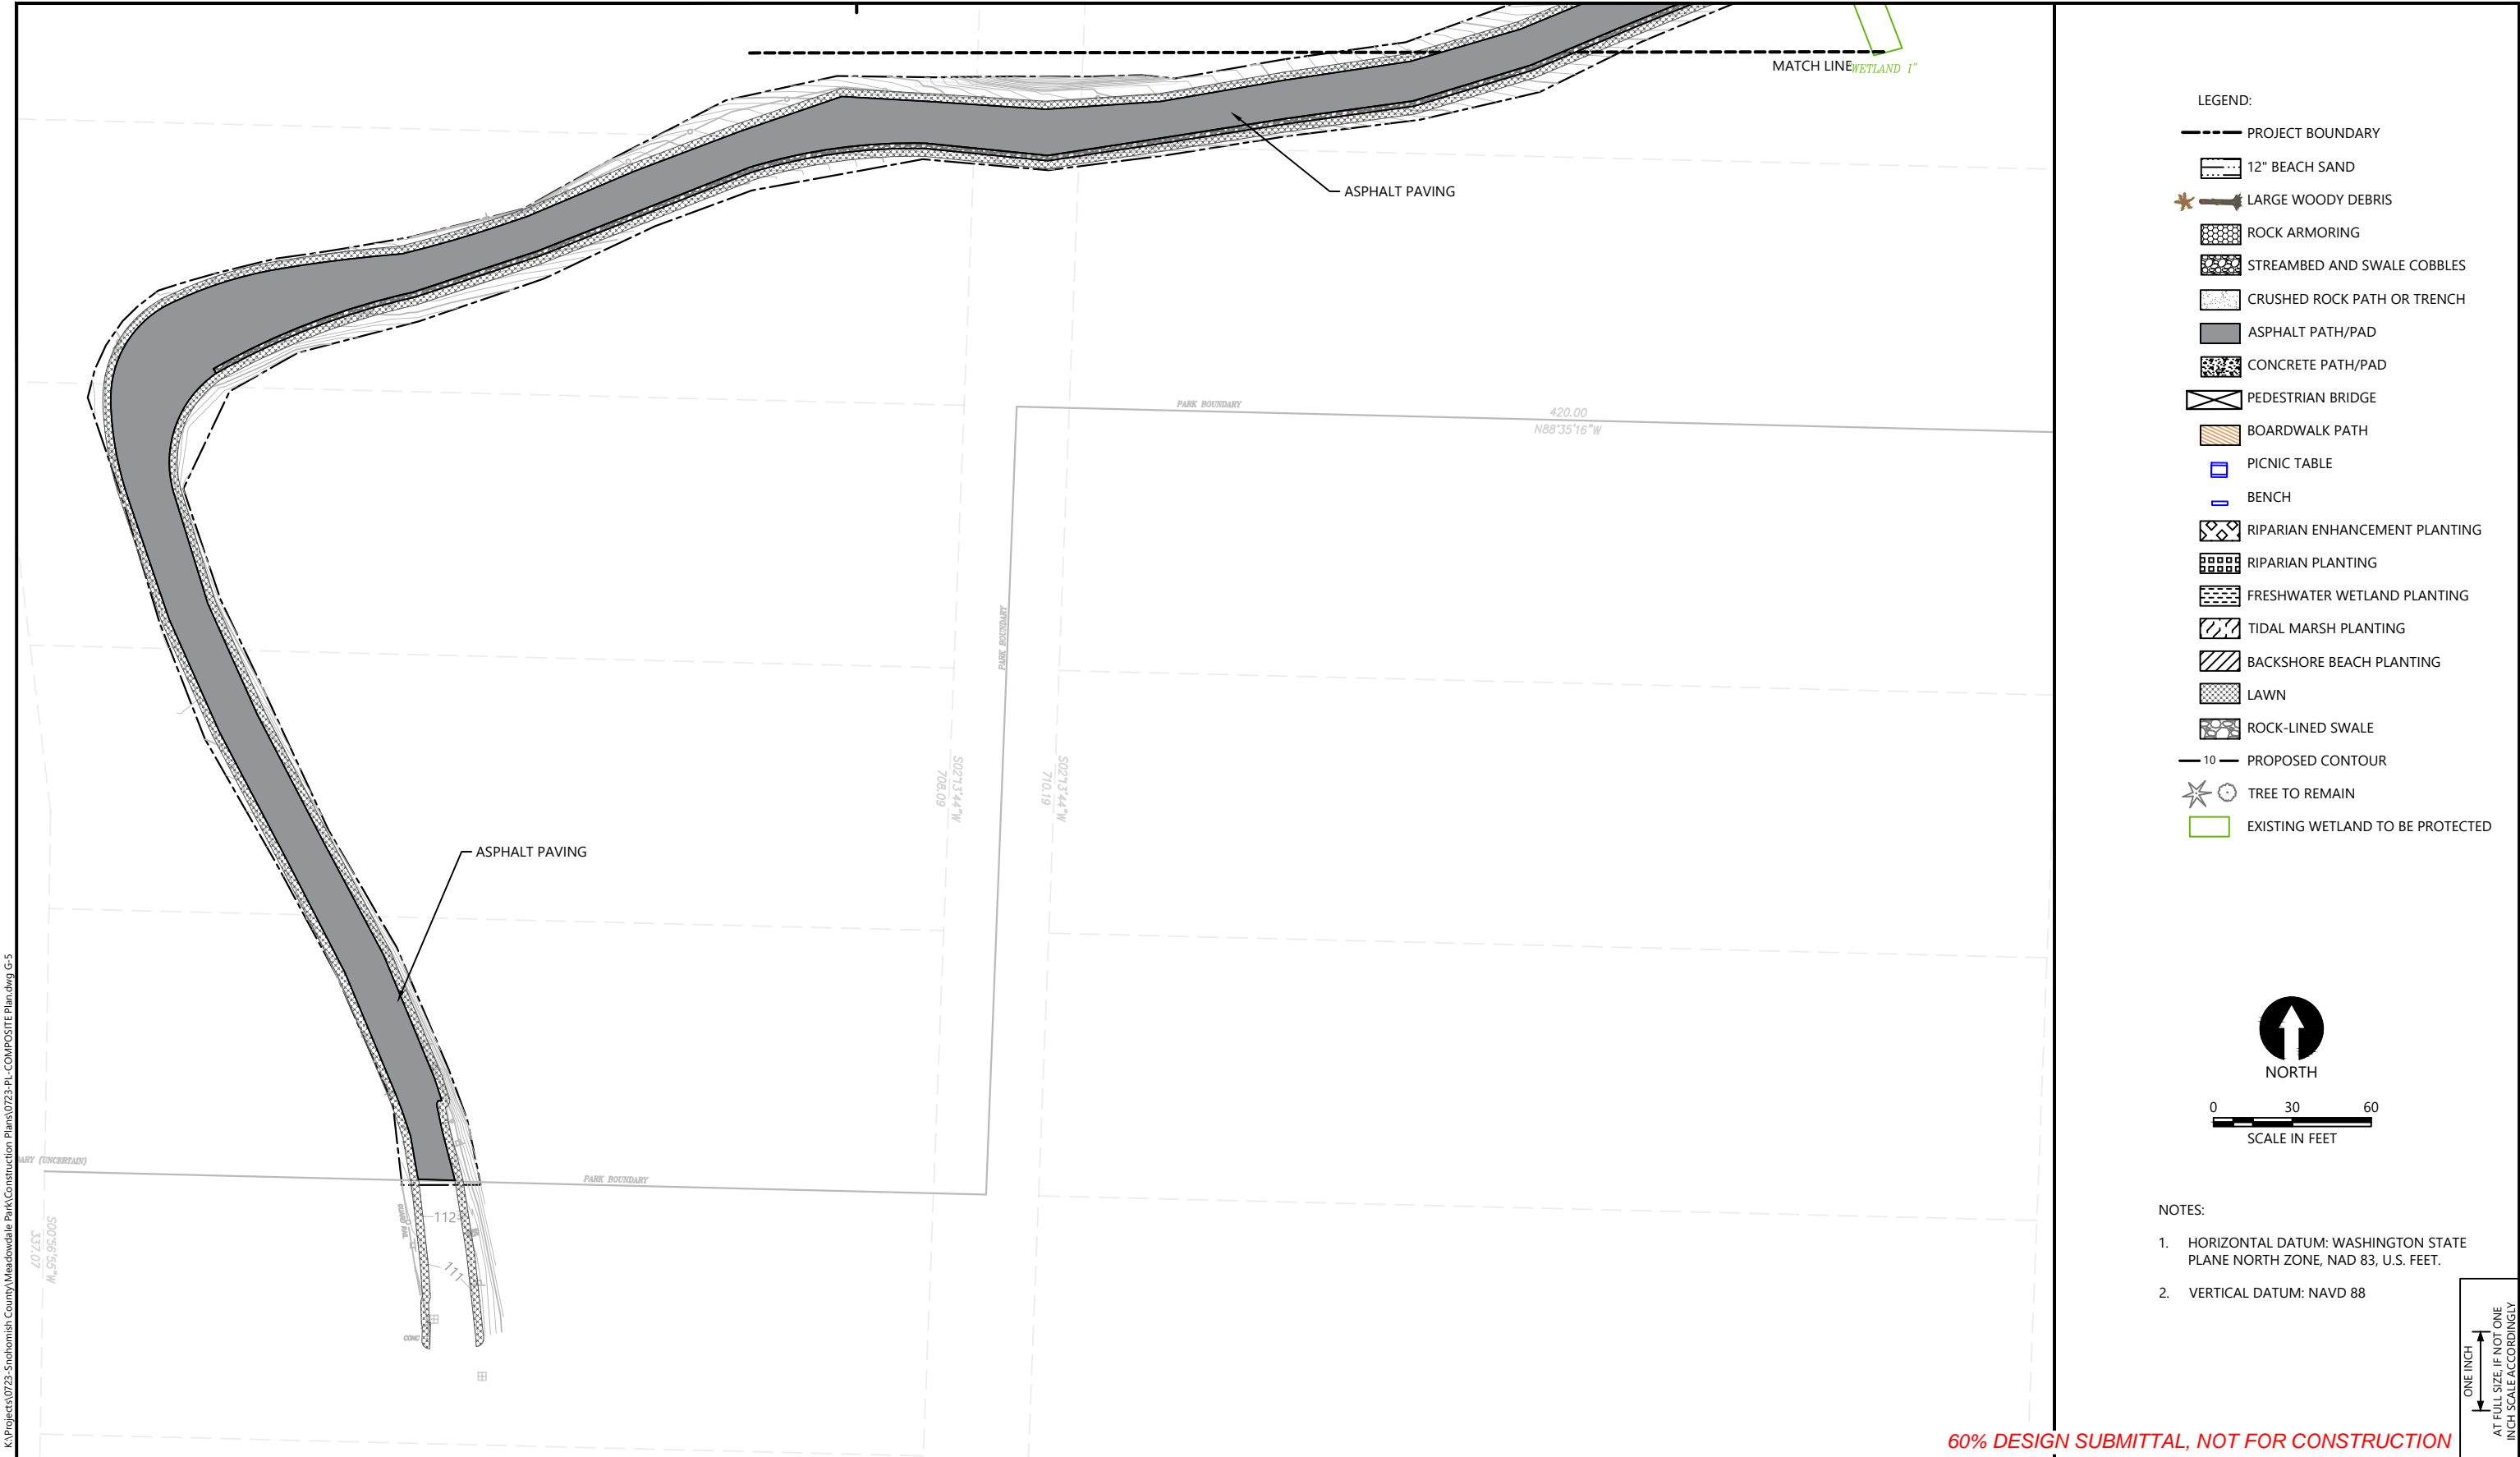 MATCH LINE
WETLAND 1"
ASPHALT PAVING
PARK BOUNDARY
420.00
N88°35'16"W
PARK BOUNDARY
S02°13'44"W
708.09
S02°13'44"W
710.19
ASPHALT PAVING
ARY (UNCERTAIN)
PARK BOUNDARY
S00°56'55"W
337.07
GUARD RAIL
112
111
CONC
K:\Projects\0723-Snohomish County\Meadowdale Park\Construction Plans\0723-PL-COMPOSITE Plan.dwg G-5
LEGEND:
PROJECT BOUNDARY
12" BEACH SAND
LARGE WOODY DEBRIS
ROCK ARMORING
STREAMBED AND SWALE COBBLES
CRUSHED ROCK PATH OR TRENCH
ASPHALT PATH/PAD
CONCRETE PATH/PAD
PEDESTRIAN BRIDGE
BOARDWALK PATH
PICNIC TABLE
BENCH
RIPARIAN ENHANCEMENT PLANTING
RIPARIAN PLANTING
FRESHWATER WETLAND PLANTING
TIDAL MARSH PLANTING
BACKSHORE BEACH PLANTING
LAWN
ROCK-LINED SWALE
10 PROPOSED CONTOUR
TREE TO REMAIN
EXISTING WETLAND TO BE PROTECTED
NORTH
0 30 60
SCALE IN FEET
NOTES:
1. HORIZONTAL DATUM: WASHINGTON STATE
PLANE NORTH ZONE, NAD 83, U.S. FEET.
2. VERTICAL DATUM: NAVD 88
ONE INCH
AT FULL SIZE, IF NOT ONE
INCH SCALE ACCORDINGLY
60% DESIGN SUBMITTAL, NOT FOR CONSTRUCTION